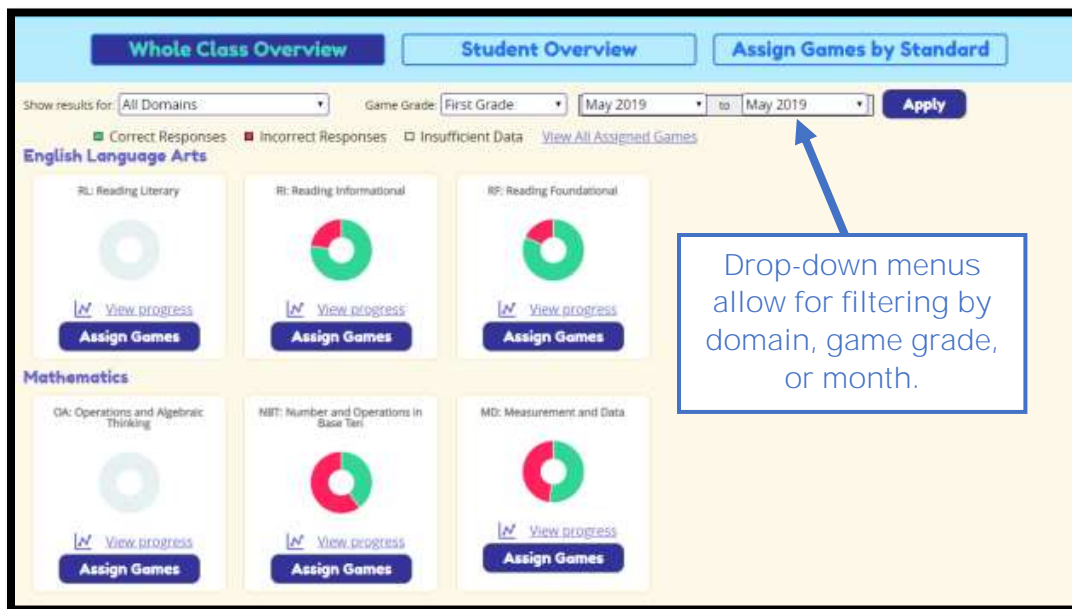 Whole Class Overview Student Overview Assign Games by Standard
Show results for: All Domains Game Grade: First Grade May 2019 to May 2019 Apply
Correct Responses Incorrect Responses Insufficient Data View All Assigned Games
English Language Arts
RL: Reading Literary RI: Reading Informational RF: Reading Foundational
View progress View progress View progress
Assign Games Assign Games Assign Games
Drop-down menus
allow for filtering by
domain, game grade,
or month.
Mathematics
OA: Operations and Algebraic
Thinking
NBT: Number and Operations in
Base Ten
MD: Measurement and Data
View progress View progress View progress
Assign Games Assign Games Assign Games